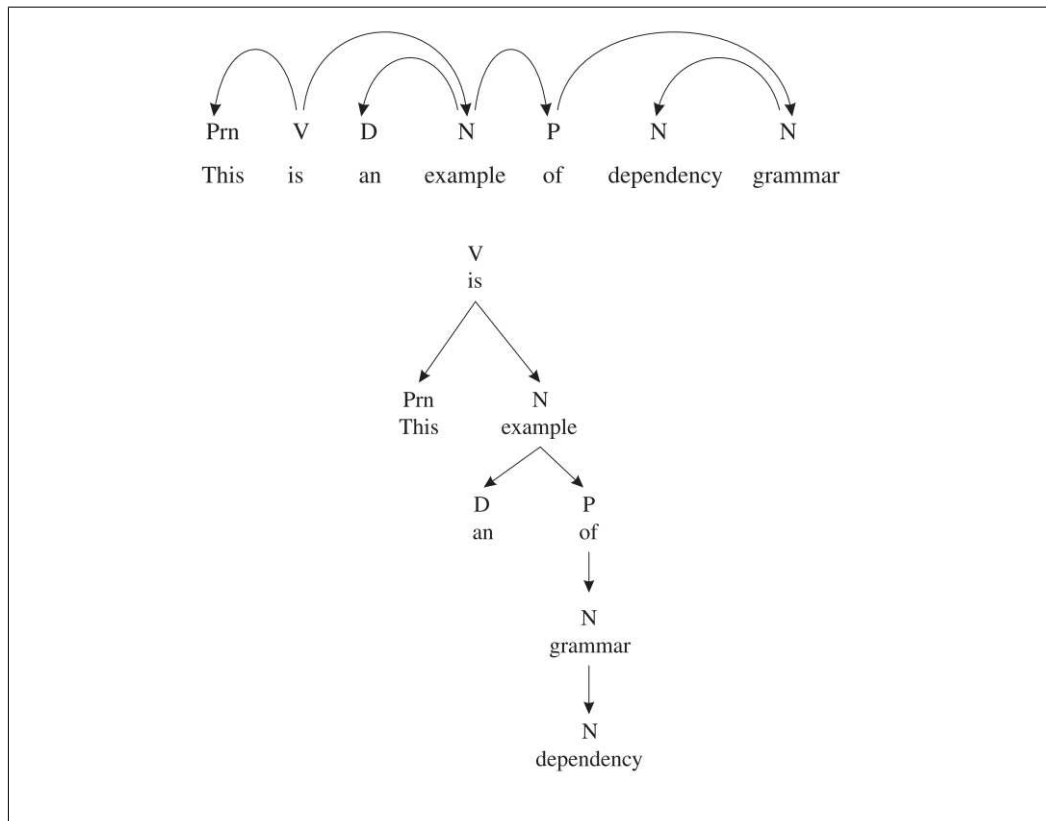 Prn V D N P N N
This is an example of dependency grammar
V
is
Prn N
This example
D P
an of
N
grammar
N
dependency